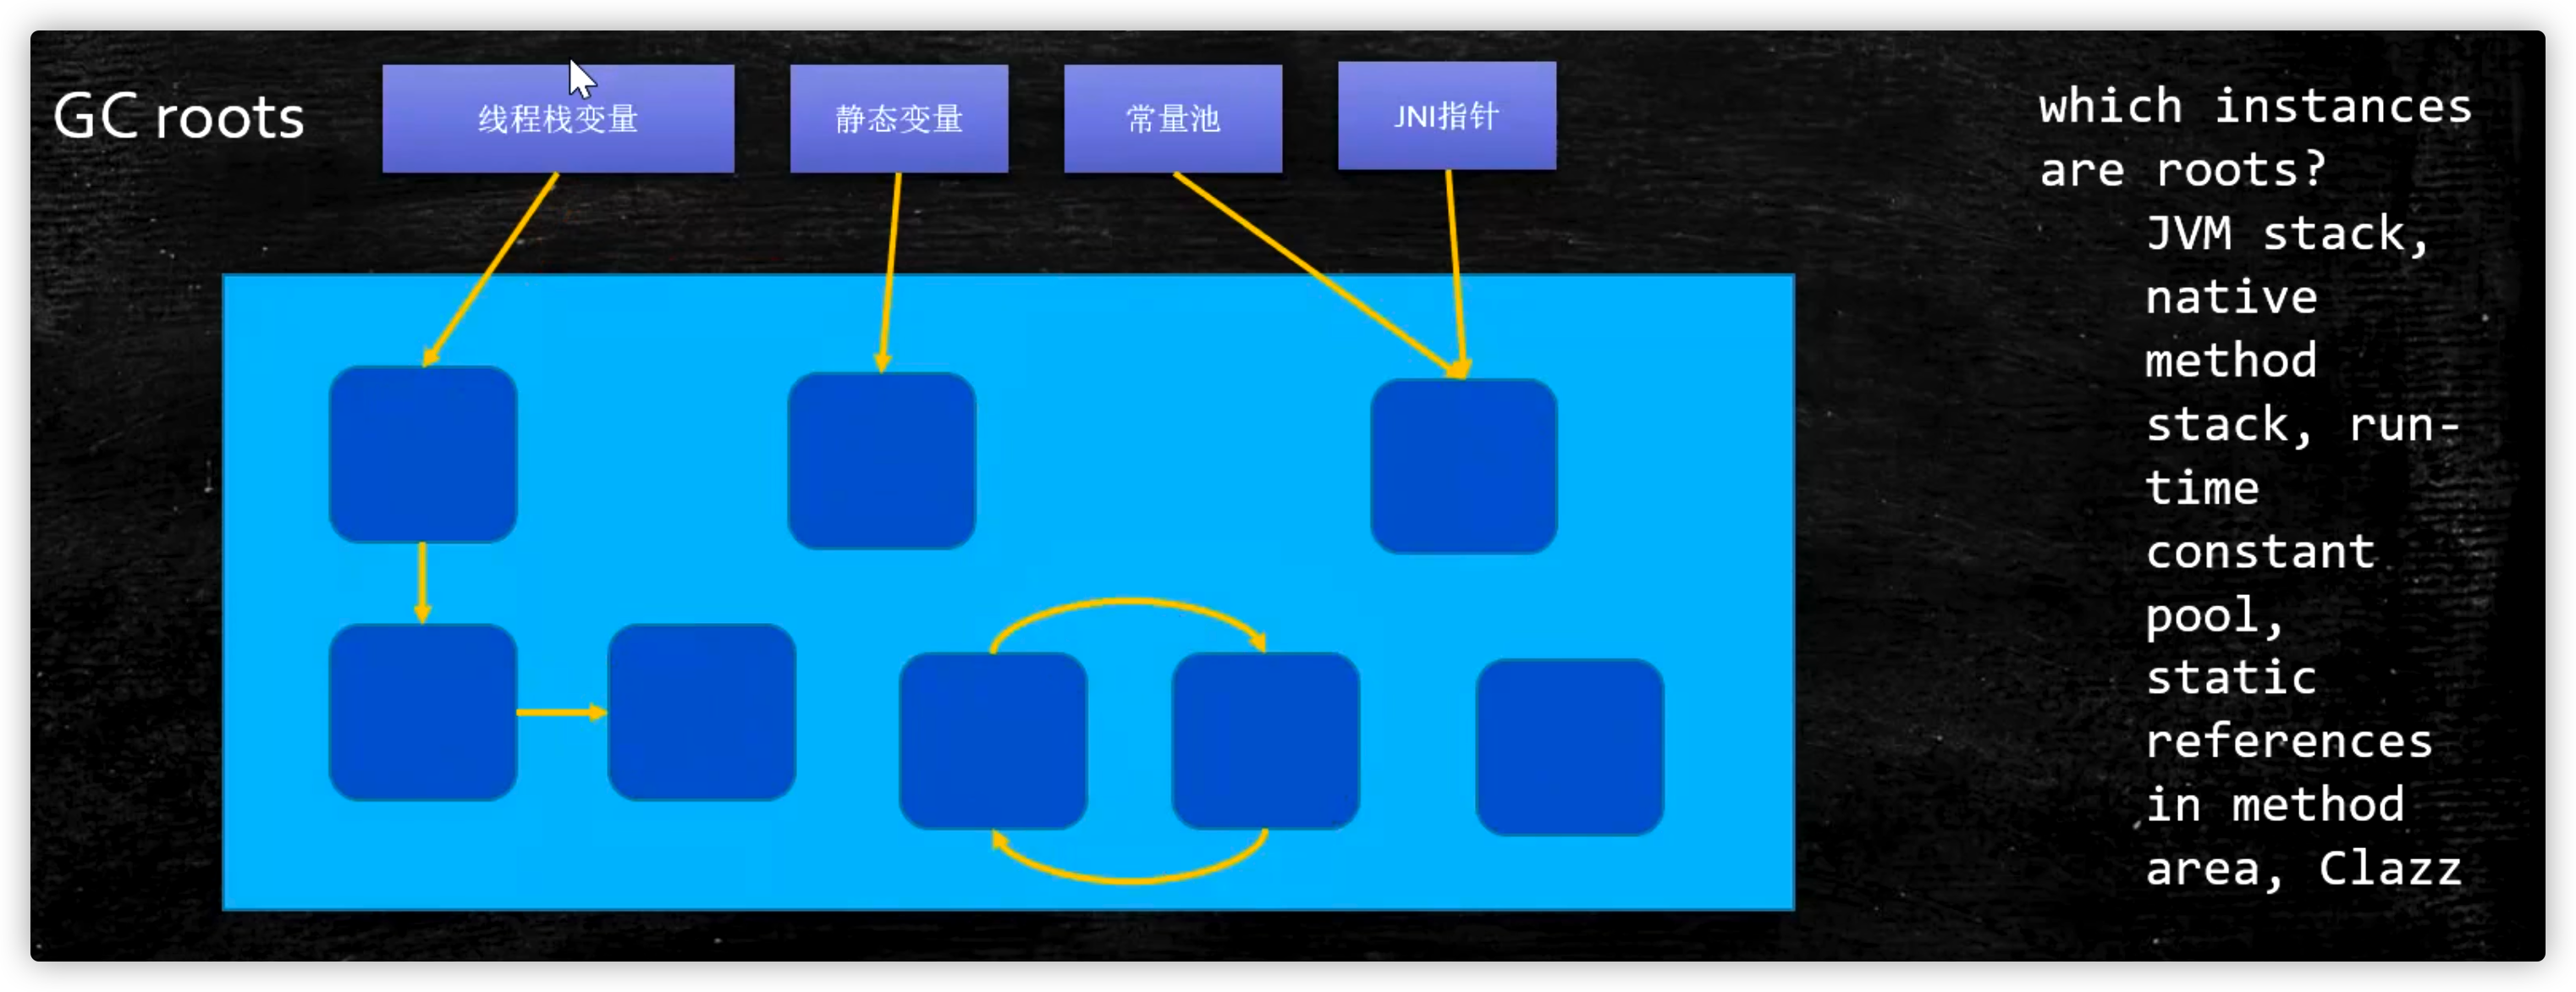 GC roots
线程栈变量
静态变量
常量池
JNI指针
which instances
are roots?
JVM stack,
native
method
stack, run-
time
constant
pool,
static
references
in method
area, Clazz